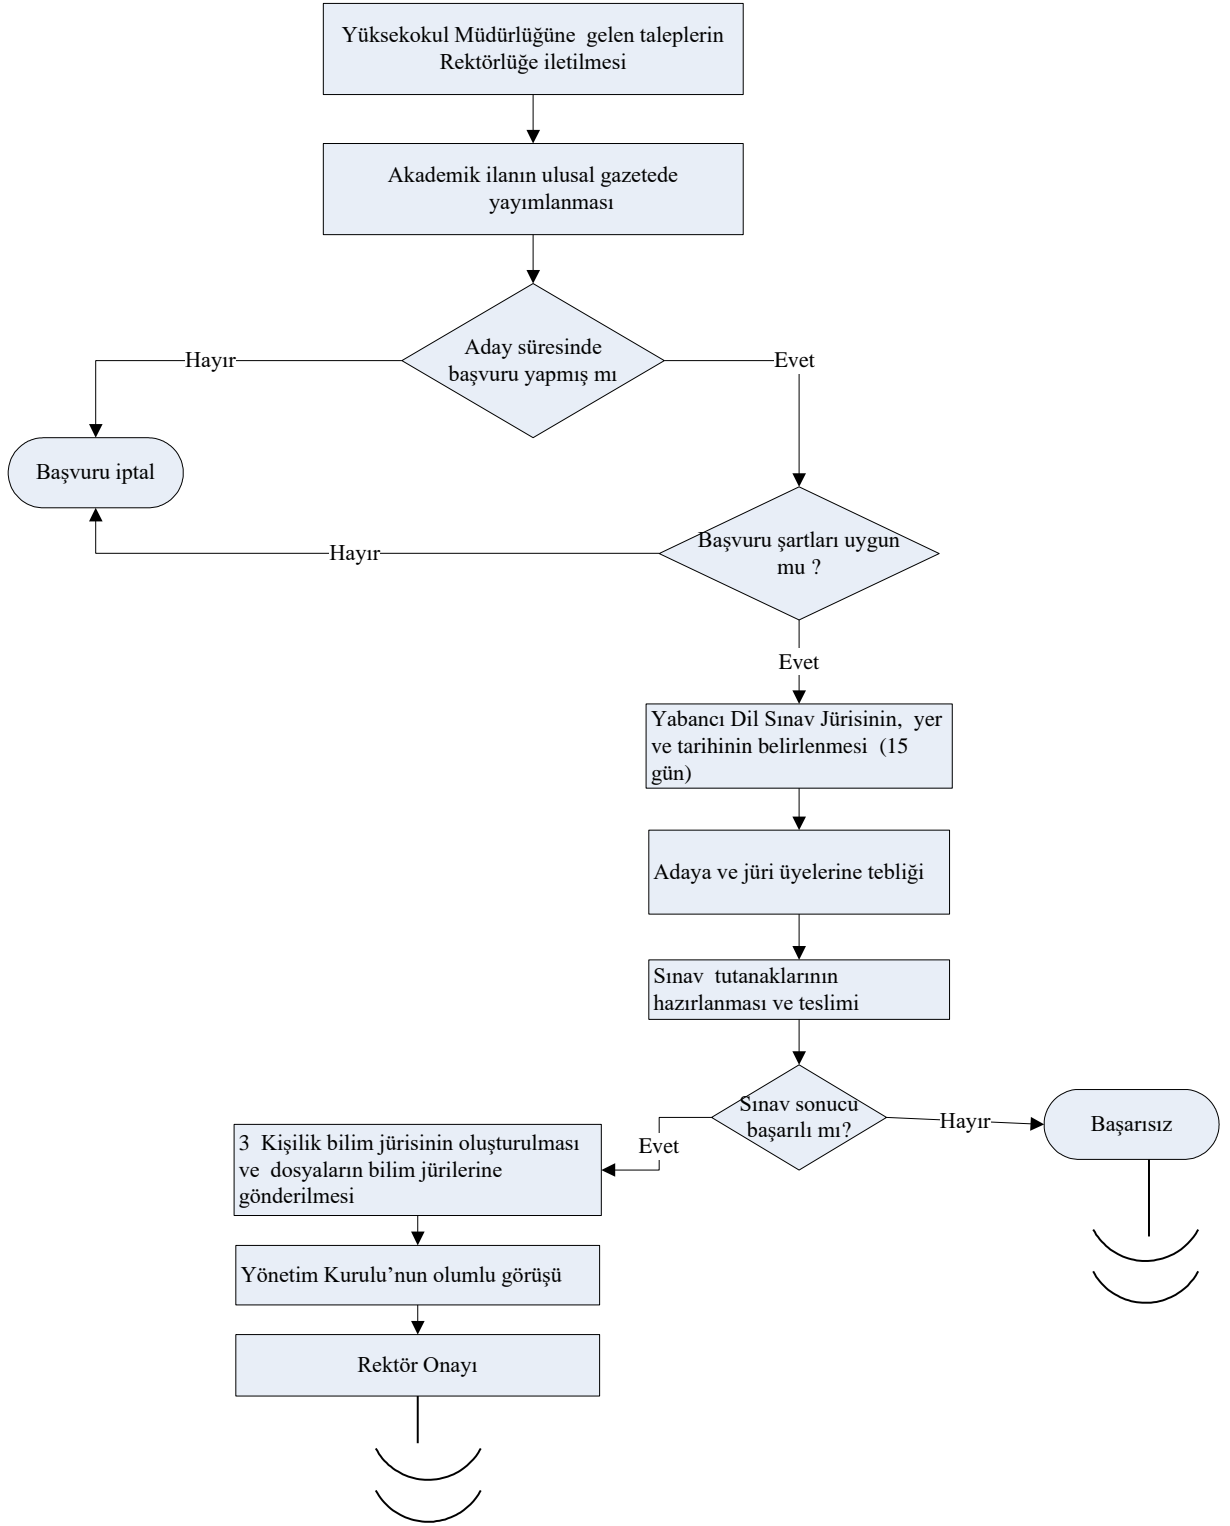 Yüksekokul Müdürlüğüne  gelen taleplerin
Rektörlüğe iletilmesi
Akademik ilanın ulusal gazetede
yayımlanması
Aday süresinde
başvuru yapmış mı
Hayır
Evet
Başvuru iptal
Başvuru şartları uygun
mu ?
Hayır
Evet
Yabancı Dil Sınav Jürisinin,  yer
ve tarihinin belirlenmesi  (15
gün)
Adaya ve jüri üyelerine tebliği
Sınav  tutanaklarının
hazırlanması ve teslimi
Sınav sonucu
başarılı mı?
Hayır
Başarısız
Evet
3  Kişilik bilim jürisinin oluşturulması
ve  dosyaların bilim jürilerine
gönderilmesi
Yönetim Kurulu’nun olumlu görüşü
Rektör Onayı